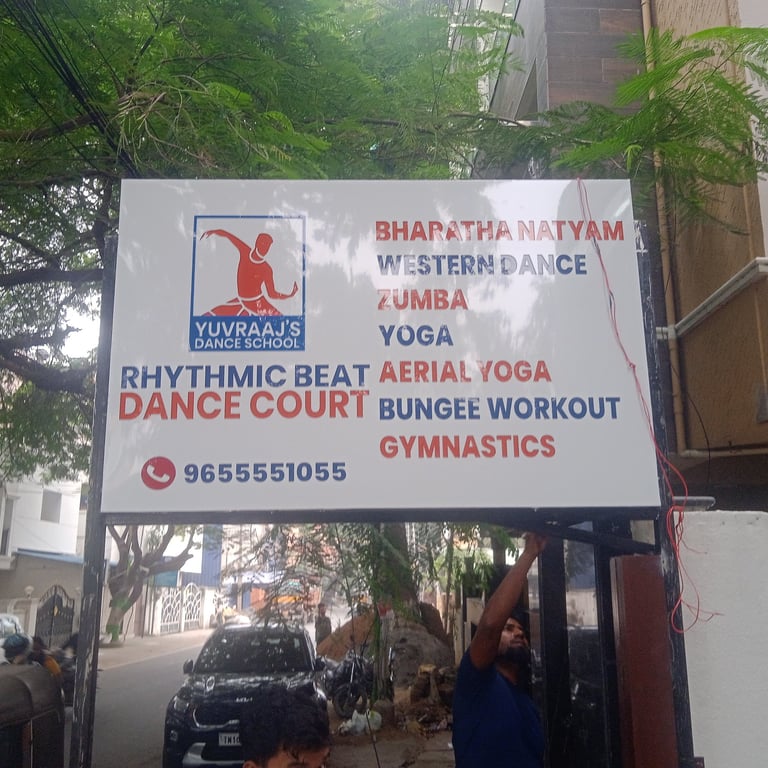 YUVRAAJ'S
DANCE SCHOOL
RHYTHMIC BEAT
DANCE COURT
9655551055
BHARATHA NATYAM
WESTERN DANCE
ZUMBA
YOGA
AERIAL YOGA
BUNGEE WORKOUT
GYMNASTICS